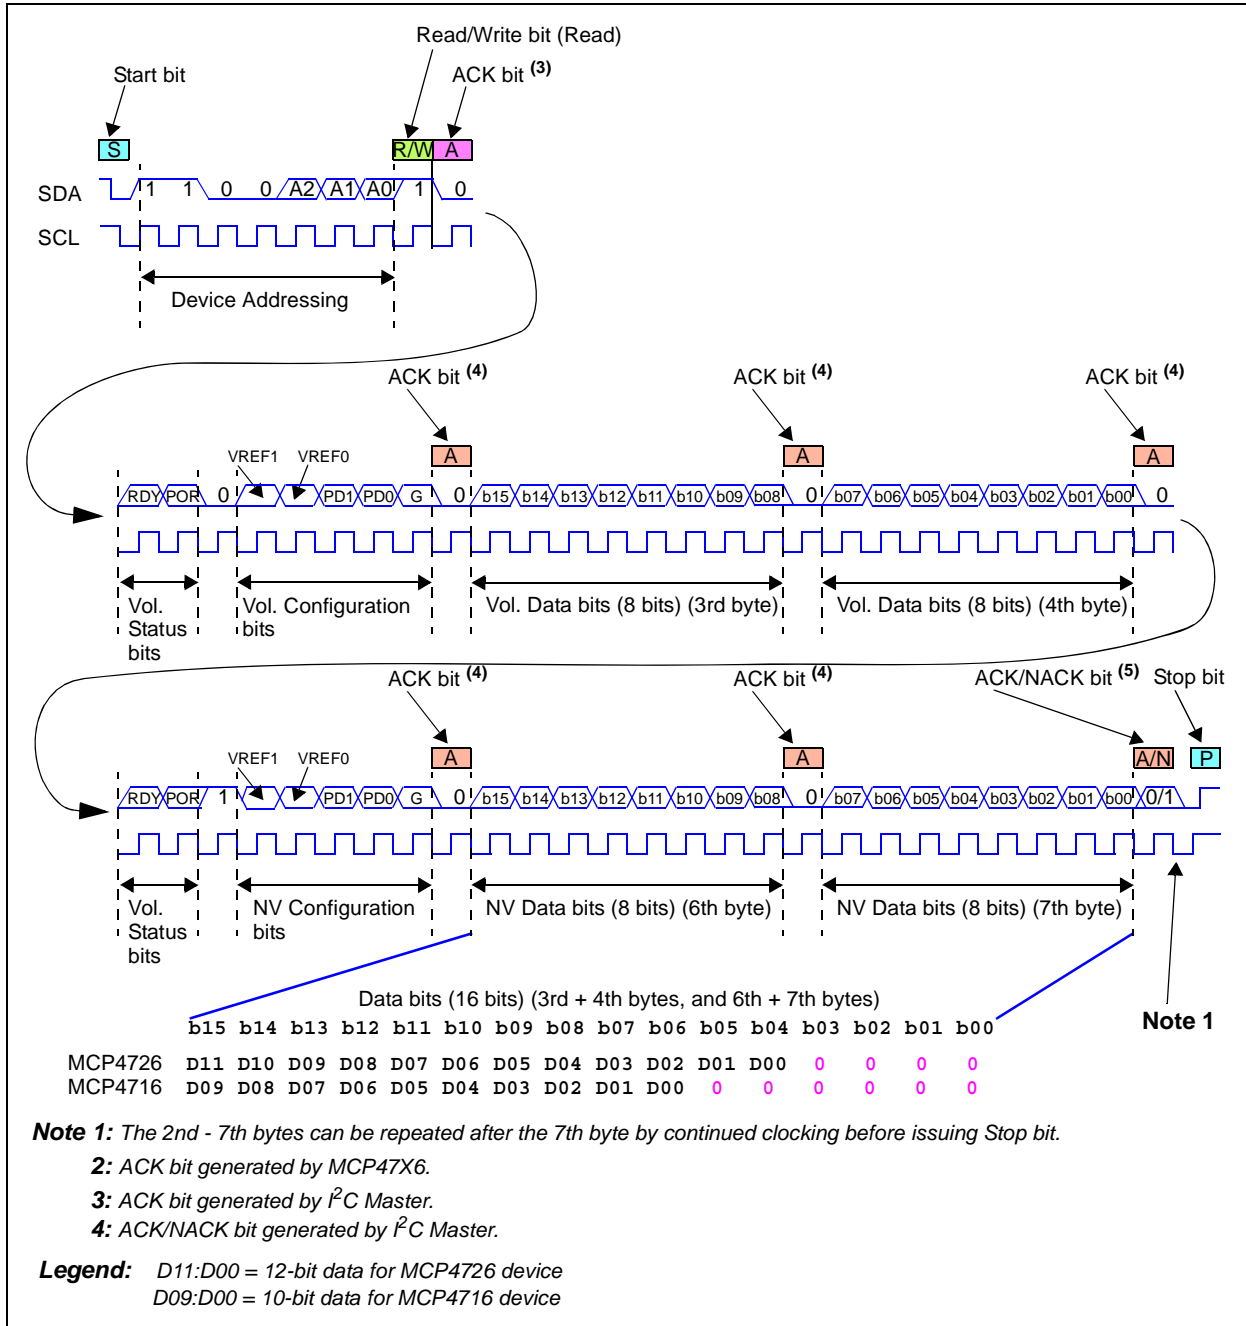 Read/Write bit (Read)
Start bit
ACK bit (3)
S
R/W A
SDA 1 1 0 0 A2 A1 A0 1 0
SCL
Device Addressing
ACK bit (4) ACK bit (4) ACK bit (4)
A A A
VREF1 VREF0
RDY POR 0 PD1 PD0 G 0 b15 b14 b13 b12 b11 b10 b09 b08 0 b07 b06 b05 b04 b03 b02 b01 b00 0
Vol. Status bits
Vol. Configuration bits
Vol. Data bits (8 bits) (3rd byte)
Vol. Data bits (8 bits) (4th byte)
ACK bit (4) ACK bit (4) ACK/NACK bit (5) Stop bit
A A A/N P
VREF1 VREF0
RDY POR 1 PD1 PD0 G 0 b15 b14 b13 b12 b11 b10 b09 b08 0 b07 b06 b05 b04 b03 b02 b01 b00 0/1
Vol. Status bits
NV Configuration bits
NV Data bits (8 bits) (6th byte)
NV Data bits (8 bits) (7th byte)
Data bits (16 bits) (3rd + 4th bytes, and 6th + 7th bytes)
b15 b14 b13 b12 b11 b10 b09 b08 b07 b06 b05 b04 b03 b02 b01 b00
Note 1
MCP4726 D11 D10 D09 D08 D07 D06 D05 D04 D03 D02 D01 D00 0 0 0 0
MCP4716 D09 D08 D07 D06 D05 D04 D03 D02 D01 D00 0 0 0 0 0 0
Note 1: The 2nd - 7th bytes can be repeated after the 7th byte by continued clocking before issuing Stop bit.
2: ACK bit generated by MCP47X6.
3: ACK bit generated by I²C Master.
4: ACK/NACK bit generated by I²C Master.
Legend: D11:D00 = 12-bit data for MCP4726 device
D09:D00 = 10-bit data for MCP4716 device